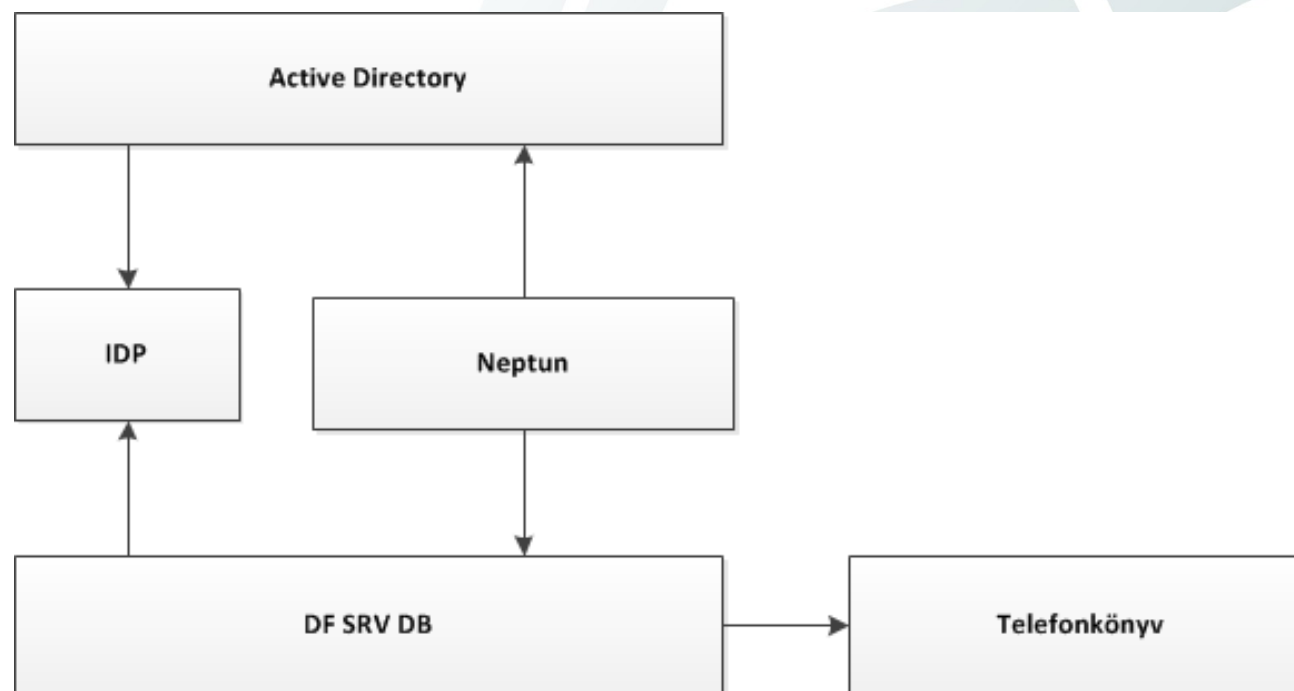 Active Directory
IDP
Neptun
DF SRV DB
Telefonkönyv